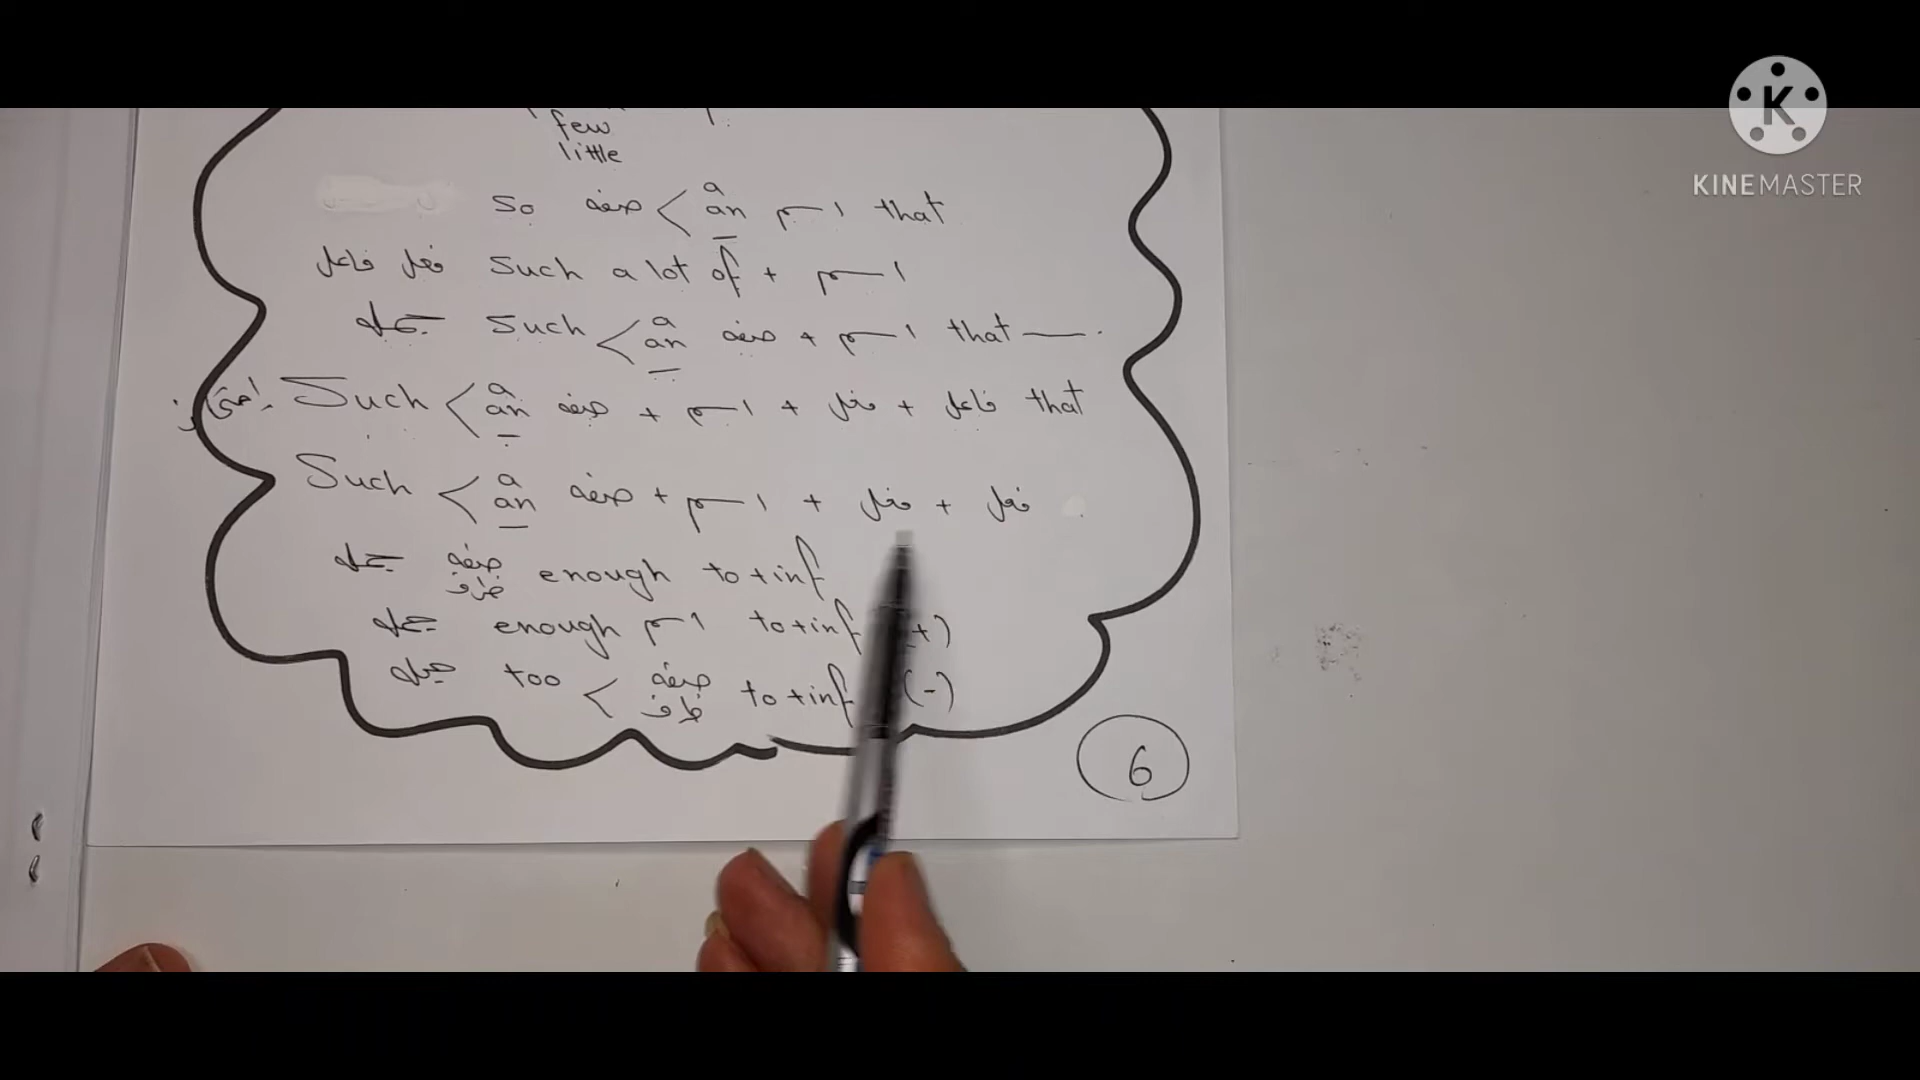 few
little
so صفة < a an اسم that
فاعل فعل such a lot of + اسم
جملة such < a an صفة + اسم that
Such < a an صفة + اسم + فعل + فاعل that
Such < a an صفة + اسم + فعل + فعل
جملة صفة ظرف enough to + inf
جملة enough اسم to + inf (+)
جملة too < صفة ظرف to + inf (-)
6
K
KINEMASTER